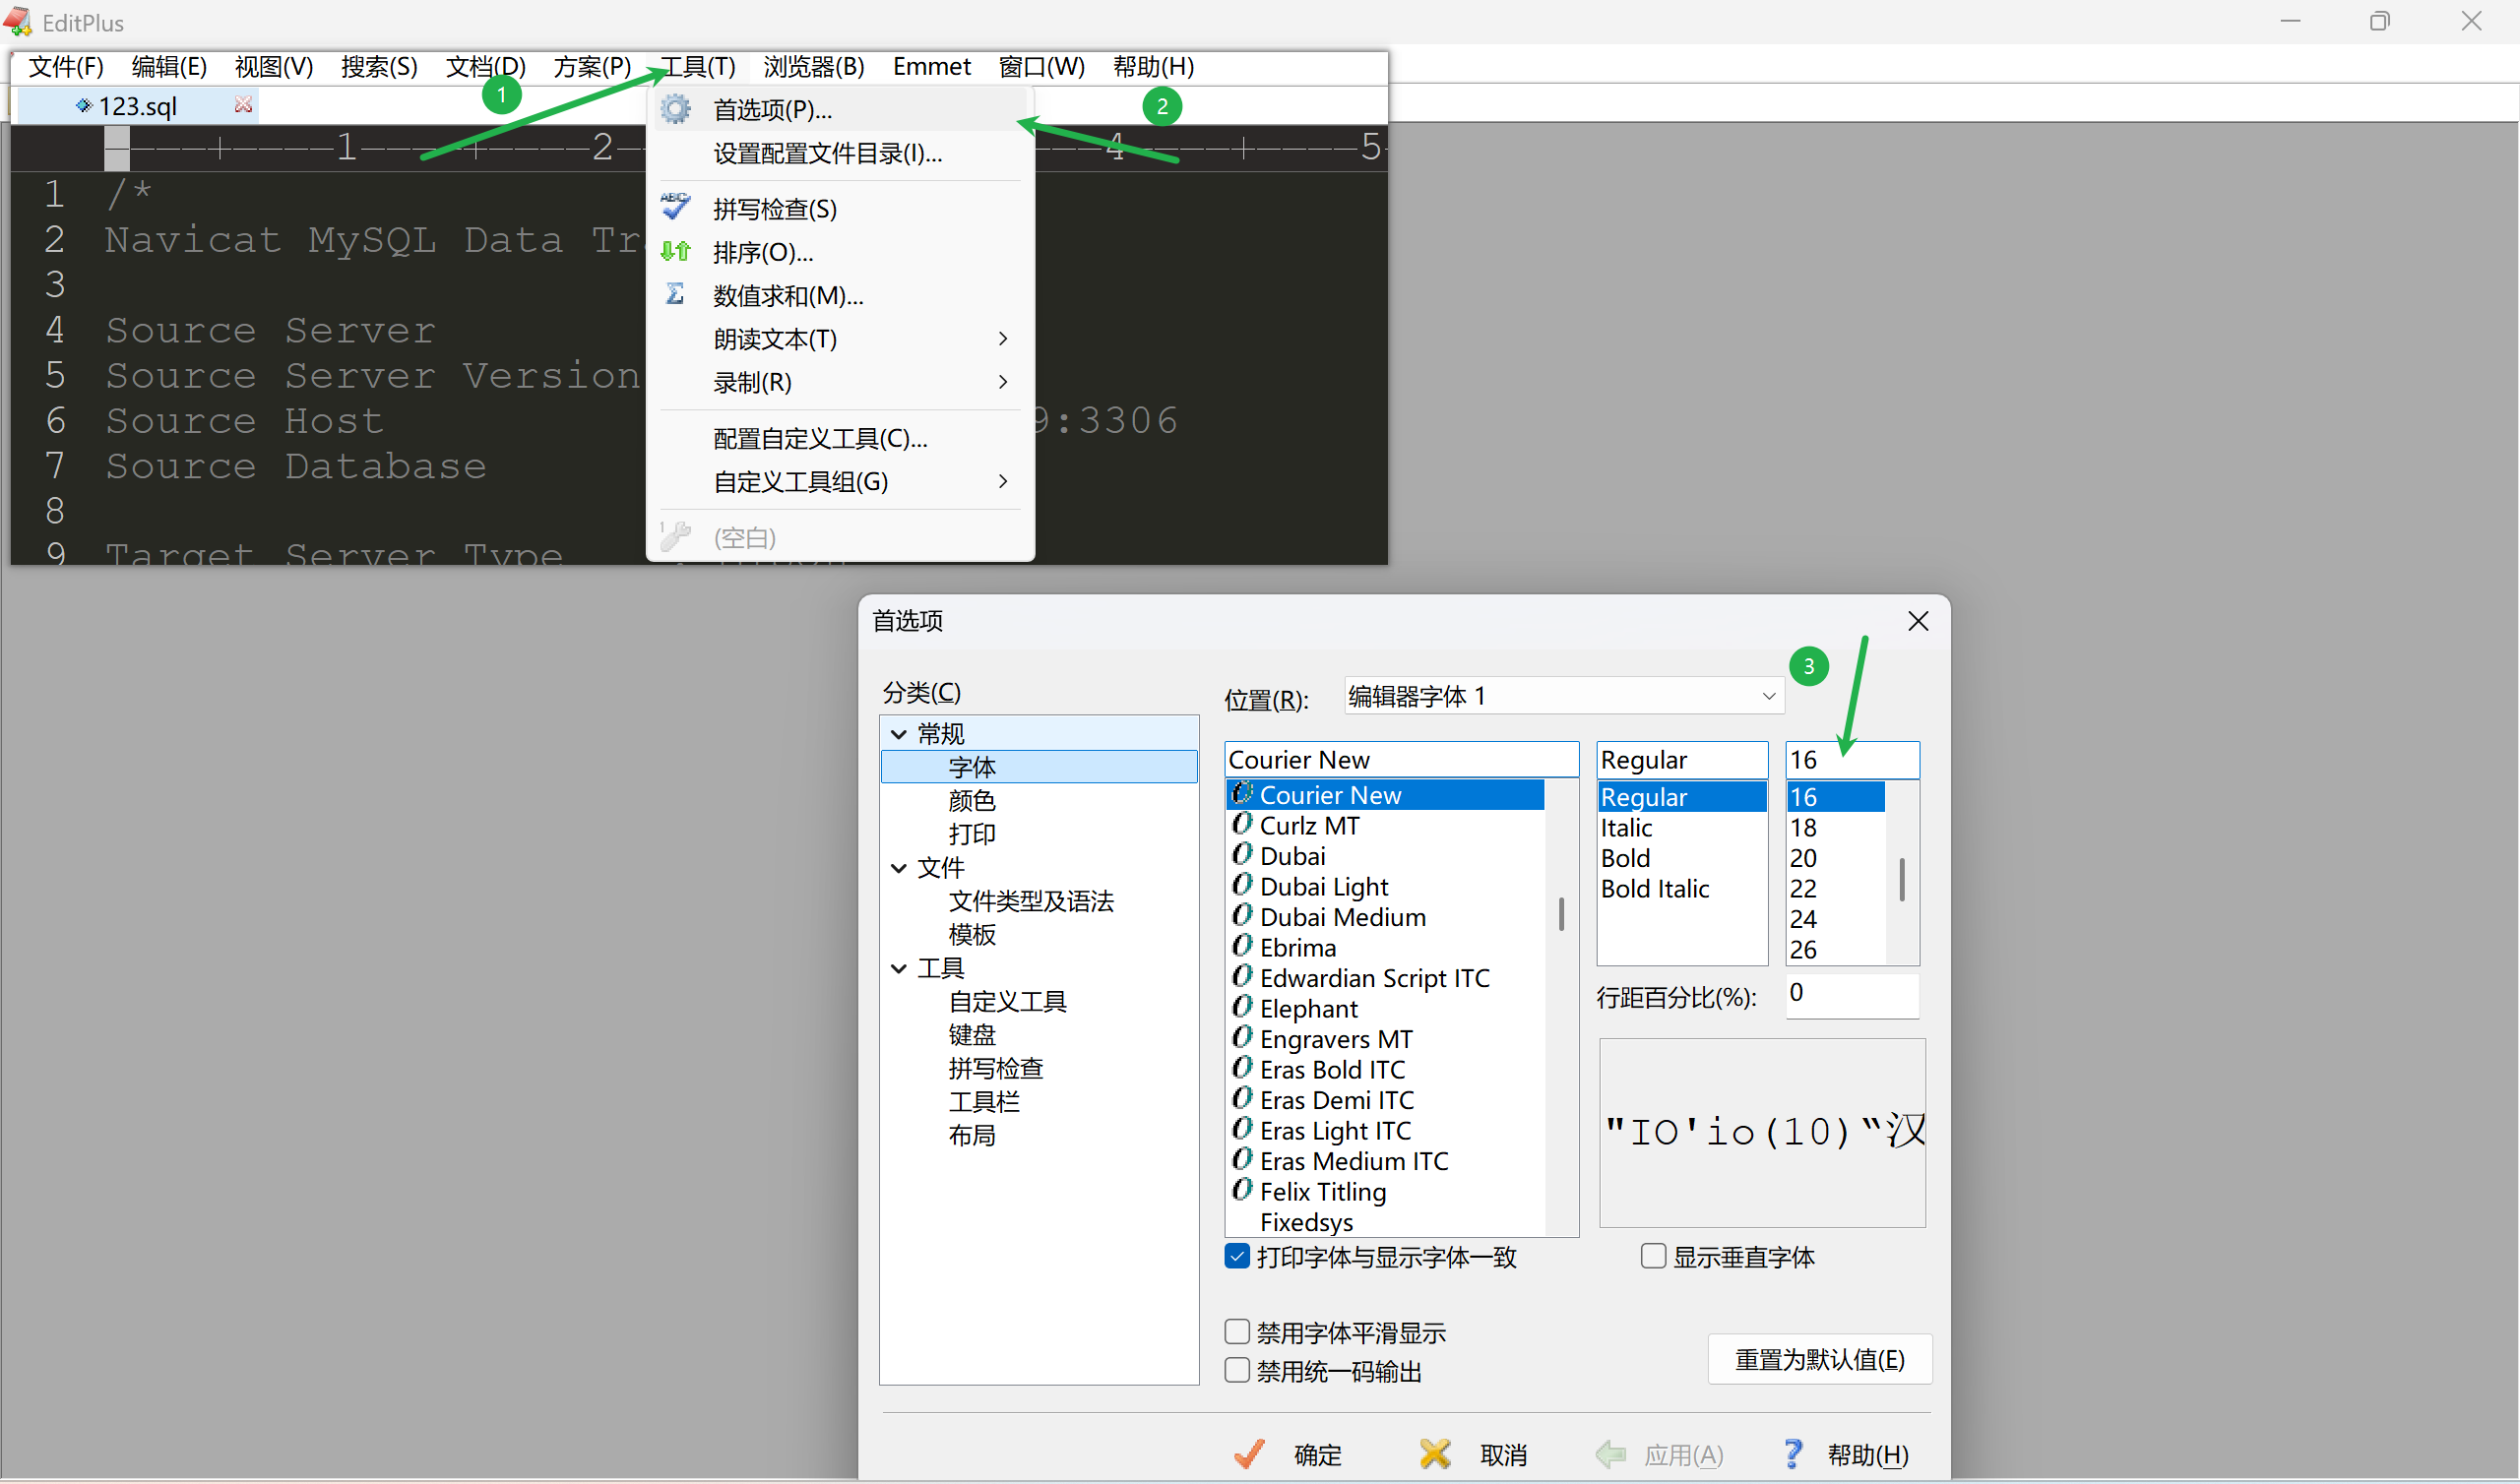 EditPlus
文件(F) 编辑(E) 视图(V) 搜索(S) 文档(D) 方案(P) 工具(T) 浏览器(B) Emmet 窗口(W) 帮助(H)
1
2
123.sql
首选项(P)...
设置配置文件目录(I)...
拼写检查(S)
排序(O)...
数值求和(M)...
朗读文本(T)
录制(R)
配置自定义工具(C)...
自定义工具组(G)
(空白)
1 2 4 5
1 /*
2 Navicat MySQL Data
3
4 Source Server
5 Source Server Version
6 Source Host 9:3306
7 Source Database
8
9 Target Server Type
首选项
3
分类(C)
常规
字体
颜色
打印
文件
文件类型及语法
模板
工具
自定义工具
键盘
拼写检查
工具栏
布局
位置(R): 编辑器字体 1
Courier New
Courier New
Curlz MT
Dubai
Dubai Light
Dubai Medium
Ebrima
Edwardian Script ITC
Elephant
Engravers MT
Eras Bold ITC
Eras Demi ITC
Eras Light ITC
Eras Medium ITC
Felix Titling
Fixedsys
Regular
Regular
Italic
Bold
Bold Italic
16
16
18
20
22
24
26
行距百分比(%): 0
"IO'io(10)“汉
打印字体与显示字体一致
显示垂直字体
禁用字体平滑显示
禁用统一码输出
重置为默认值(E)
确定 取消 应用(A) 帮助(H)